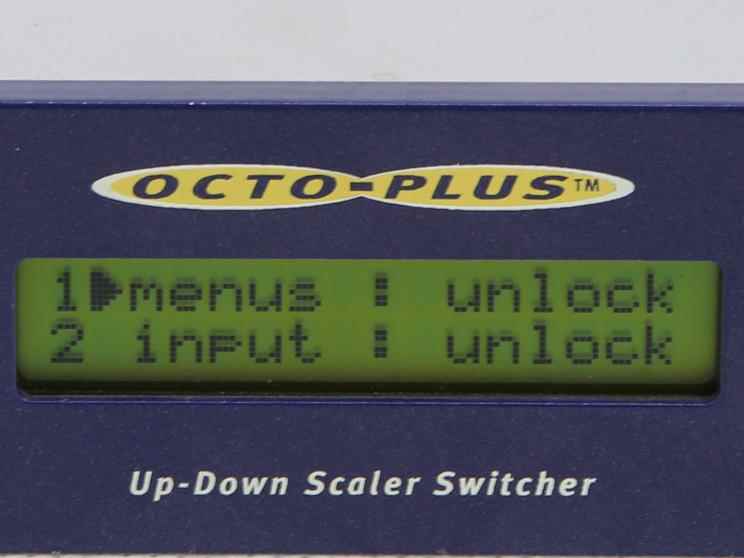 OCTO-PLUS™
1▶menus : unlock
2 input : unlock
Up-Down Scaler Switcher